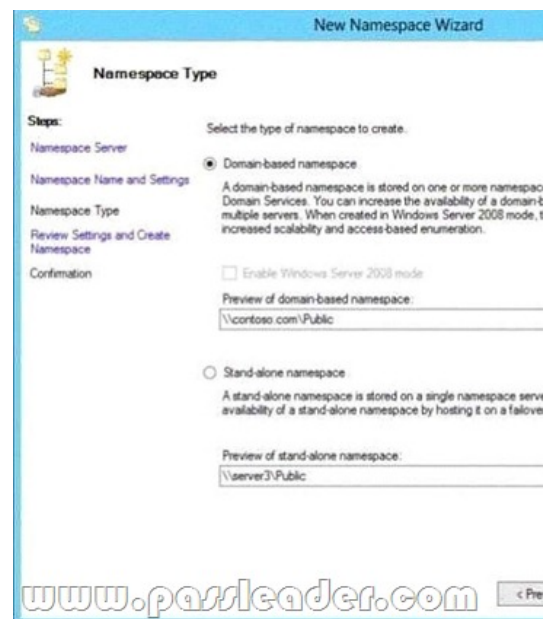 New Namespace Wizard
Namespace Type
Steps:
Namespace Server
Namespace Name and Settings
Namespace Type
Review Settings and Create
Namespace
Confirmation
Select the type of namespace to create.
Domain-based namespace
A domain-based namespace is stored on one or more namespac
Domain Services. You can increase the availability of a domain-b
multiple servers. When created in Windows Server 2008 mode, t
increased scalability and access-based enumeration.
Enable Windows Server 2008 mode
Preview of domain-based namespace:
\\contoso.com\Public
Stand-alone namespace
A stand-alone namespace is stored on a single namespace serve
availability of a stand-alone namespace by hosting it on a failove
Preview of stand-alone namespace:
\\server3\Public
< Pre
www.passleader.com